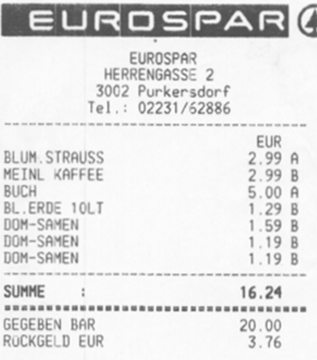 EUROSPAR
EUROSPAR
HERRENGASSE 2
3002 Purkersdorf
Tel.: 02231/62886
EUR
BLUM.STRAUSS 2.99 A
MEINL KAFFEE 2.99 B
BUCH 5.00 A
BL.ERDE 10LT 1.29 B
DOM-SAMEN 1.59 B
DOM-SAMEN 1.19 B
DOM-SAMEN 1.19 B
SUMME : 16.24
GEGEBEN BAR 20.00
RÜCKGELD EUR 3.76